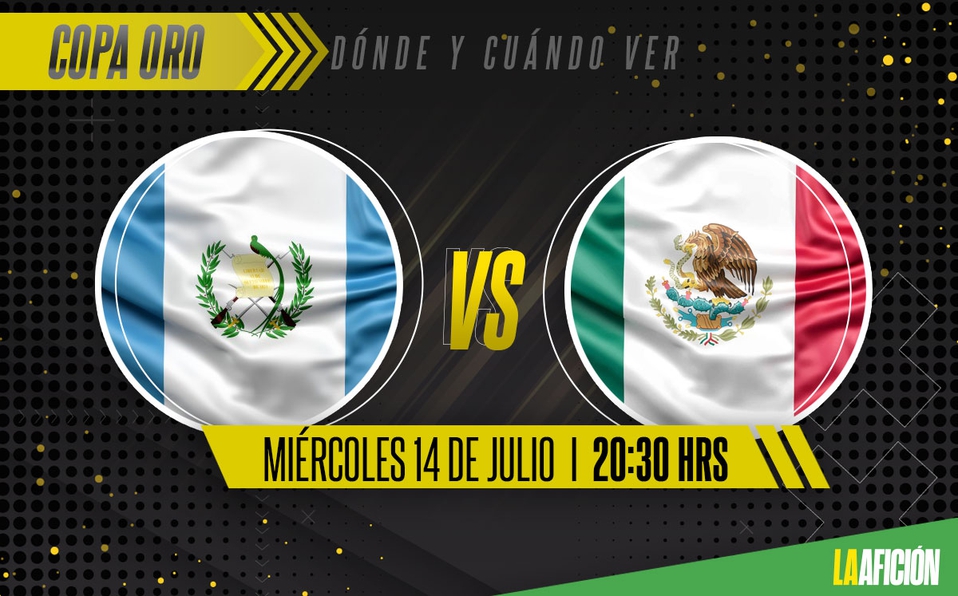 COPA ORO
DÓNDE Y CUÁNDO VER
VS
MIÉRCOLES 14 DE JULIO | 20:30 HRS
LAAFICIÓN